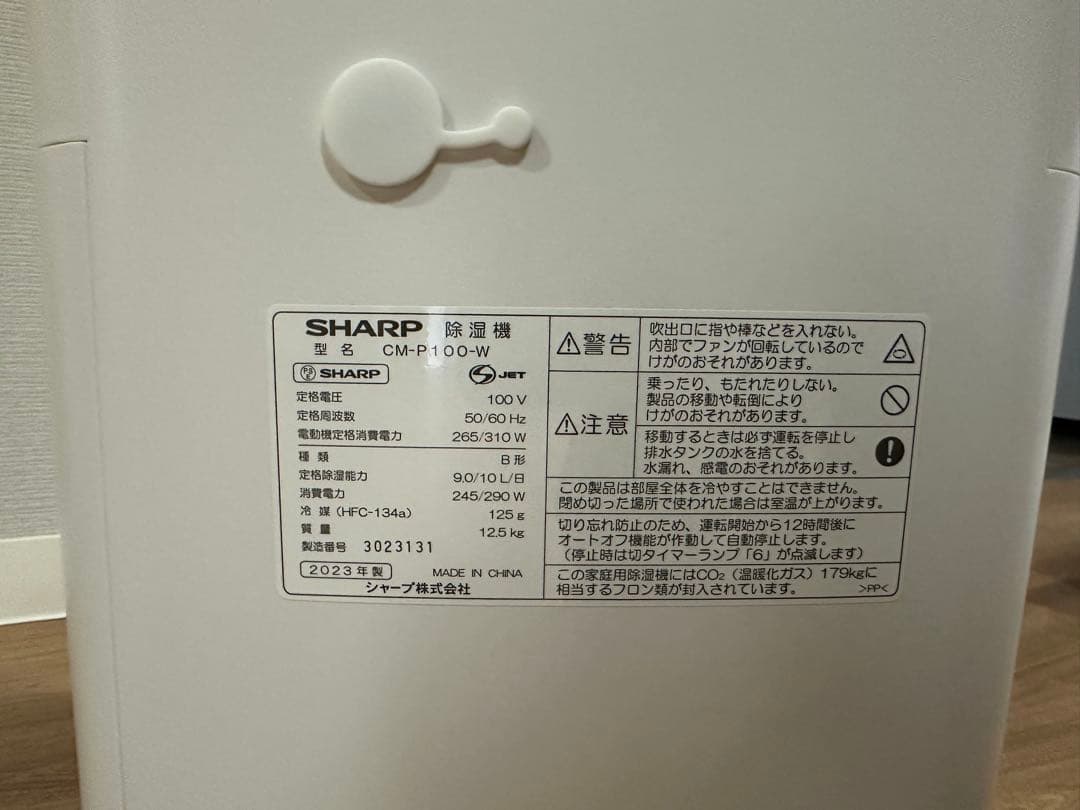 SHARP 除湿機
型名 CM-P100-W
PSE SHARP
S JET
定格電圧 100 V
定格周波数 50/60 Hz
電動機定格消費電力 265/310 W
種類 B形
定格除湿能力 9.0/10 L/日
消費電力 245/290 W
冷媒(HFC-134a) 125 g
質量 12.5 kg
製造番号 3023131
2023年製 MADE IN CHINA
シャープ株式会社
⚠警告
吹出口に指や棒などを入れない。
内部でファンが回転しているので
けがのおそれがあります。
⚠注意
乗ったり、もたれたりしない。
製品の移動や転倒により
けがのおそれがあります。
移動するときは必ず運転を停止し
排水タンクの水を捨てる。
水漏れ、感電のおそれがあります。
この製品は部屋全体を冷やすことはできません。
閉め切った場所で使われた場合は室温が上がります。
切り忘れ防止のため、運転開始から12時間後に
オートオフ機能が作動して自動停止します。
(停止時は切タイマーランプ「6」が点滅します)
この家庭用除湿機にはCO₂(温暖化ガス)179kgに
相当するフロン類が封入されています。 >PP<